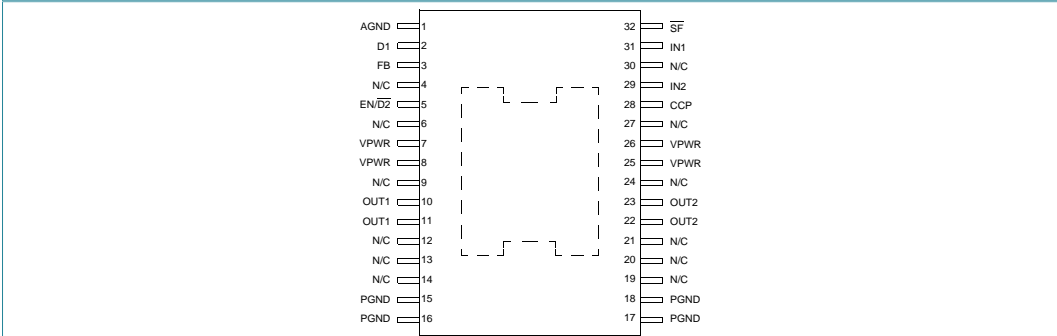 AGND 1 32 S̅F̅
D1 2 31 IN1
FB 3 30 N/C
N/C 4 29 IN2
EN/D̅2̅ 5 28 CCP
N/C 6 27 N/C
VPWR 7 26 VPWR
VPWR 8 25 VPWR
N/C 9 24 N/C
OUT1 10 23 OUT2
OUT1 11 22 OUT2
N/C 12 21 N/C
N/C 13 20 N/C
N/C 14 19 N/C
PGND 15 18 PGND
PGND 16 17 PGND